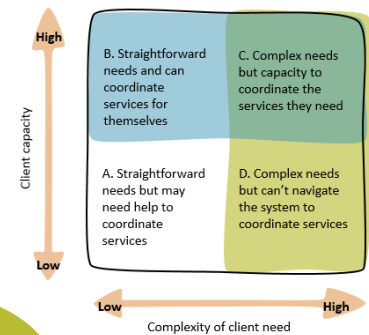 High
B. Straightforward
needs and can
coordinate
services for
themselves
C. Complex needs
but capacity to
coordinate the
services they need
Client capacity
A. Straightforward
needs but may
need help to
coordinate
services
D. Complex needs
but can't navigate
the system to
coordinate services
Low
Low
High
Complexity of client need